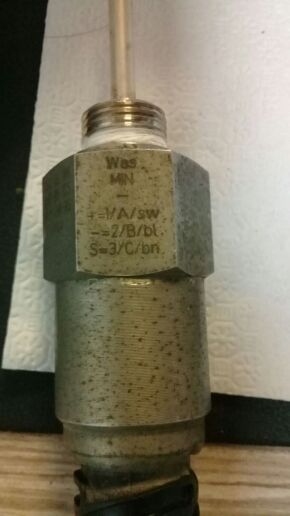 Was
MIN
–
+=1/A/sw
–=2/B/bl
S=3/C/bn